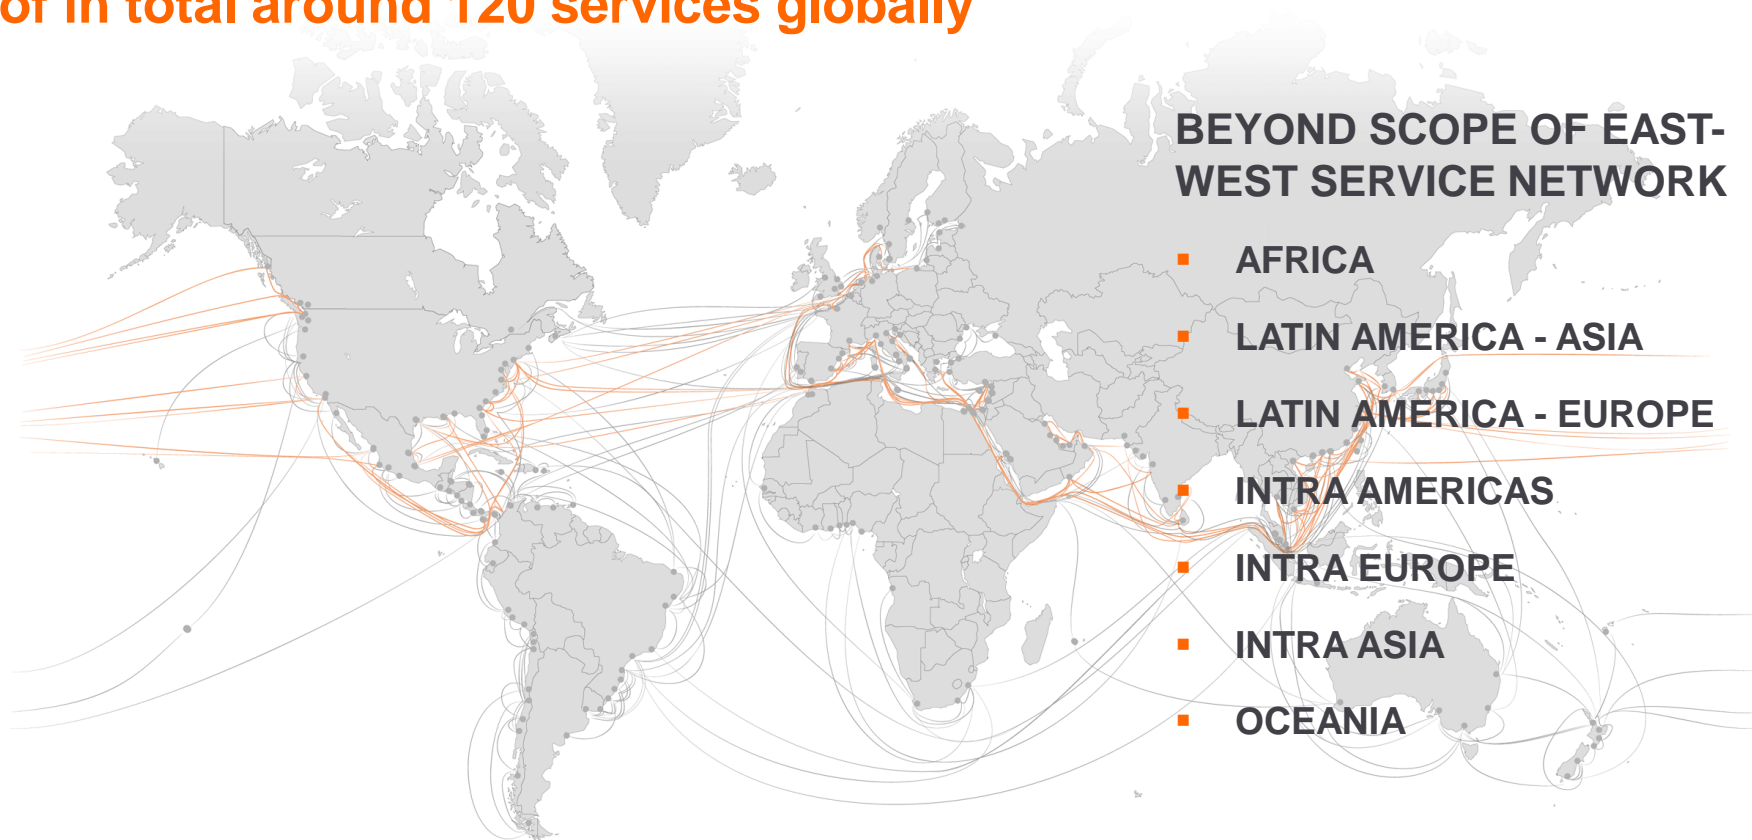 of in total around 120 services globally
BEYOND SCOPE OF EAST-
WEST SERVICE NETWORK
▪ AFRICA
▪ LATIN AMERICA - ASIA
▪ LATIN AMERICA - EUROPE
▪ INTRA AMERICAS
▪ INTRA EUROPE
▪ INTRA ASIA
▪ OCEANIA